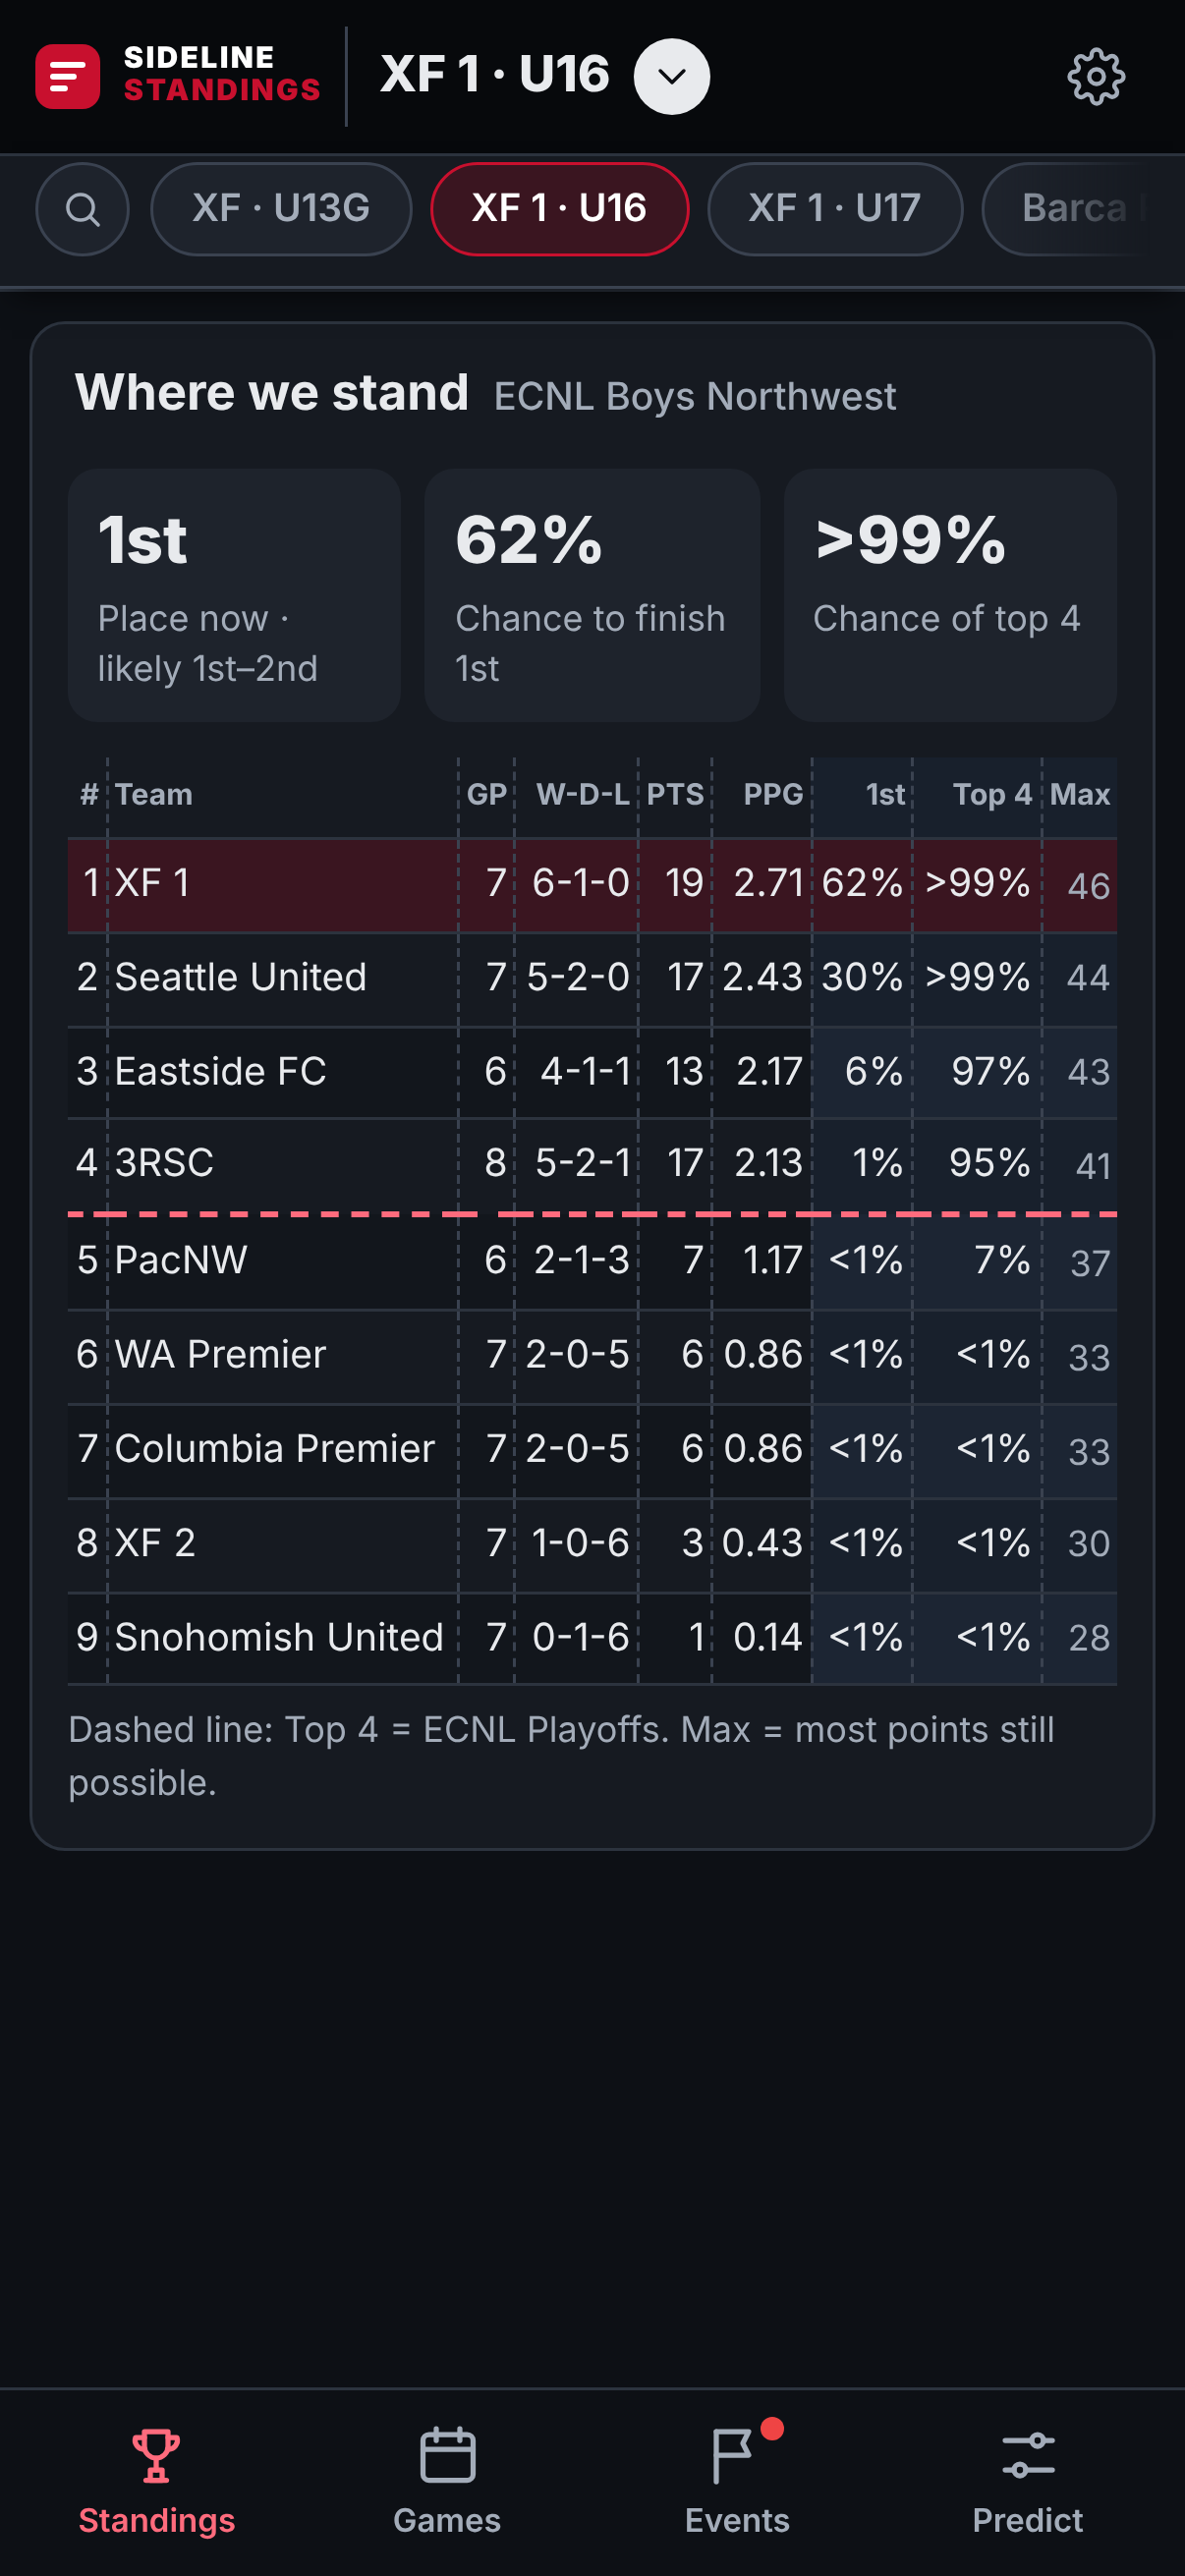 SIDELINE
STANDINGS
XF 1 · U16
XF · U13G
XF 1 · U16
XF 1 · U17
Barca
Where we stand ECNL Boys Northwest
1st
Place now ·
likely 1st–2nd
62%
Chance to finish
1st
>99%
Chance of top 4
# Team GP W-D-L PTS PPG 1st Top 4 Max
1 XF 1 7 6-1-0 19 2.71 62% >99% 46
2 Seattle United 7 5-2-0 17 2.43 30% >99% 44
3 Eastside FC 6 4-1-1 13 2.17 6% 97% 43
4 3RSC 8 5-2-1 17 2.13 1% 95% 41
5 PacNW 6 2-1-3 7 1.17 <1% 7% 37
6 WA Premier 7 2-0-5 6 0.86 <1% <1% 33
7 Columbia Premier 7 2-0-5 6 0.86 <1% <1% 33
8 XF 2 7 1-0-6 3 0.43 <1% <1% 30
9 Snohomish United 7 0-1-6 1 0.14 <1% <1% 28
Dashed line: Top 4 = ECNL Playoffs. Max = most points still
possible.
Standings
Games
Events
Predict